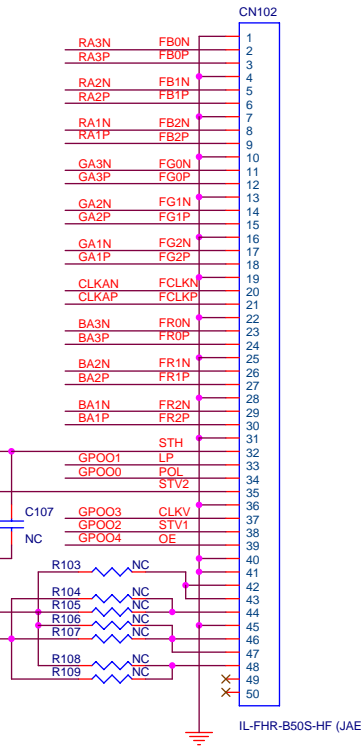 CN102
1
RA3N FB0N 2
RA3P FB0P 3
4
RA2N FB1N 5
RA2P FB1P 6
7
RA1N FB2N 8
RA1P FB2P 9
10
GA3N FG0N 11
GA3P FG0P 12
13
GA2N FG1N 14
GA2P FG1P 15
16
GA1N FG2N 17
GA1P FG2P 18
19
CLKAN FCLKN 20
CLKAP FCLKP 21
22
BA3N FR0N 23
BA3P FR0P 24
25
BA2N FR1N 26
BA2P FR1P 27
28
BA1N FR2N 29
BA1P FR2P 30
31
STH 32
GPOO1 LP 33
GPOO0 POL 34
STV2 35
36
C107 GPOO3 CLKV 37
GPOO2 STV1 38
NC GPOO4 OE 39
40
R103 NC 41
42
R104 NC 43
R105 NC 44
R106 NC 45
R107 NC 46
47
R108 NC 48
R109 NC 49
50
IL-FHR-B50S-HF (JAE